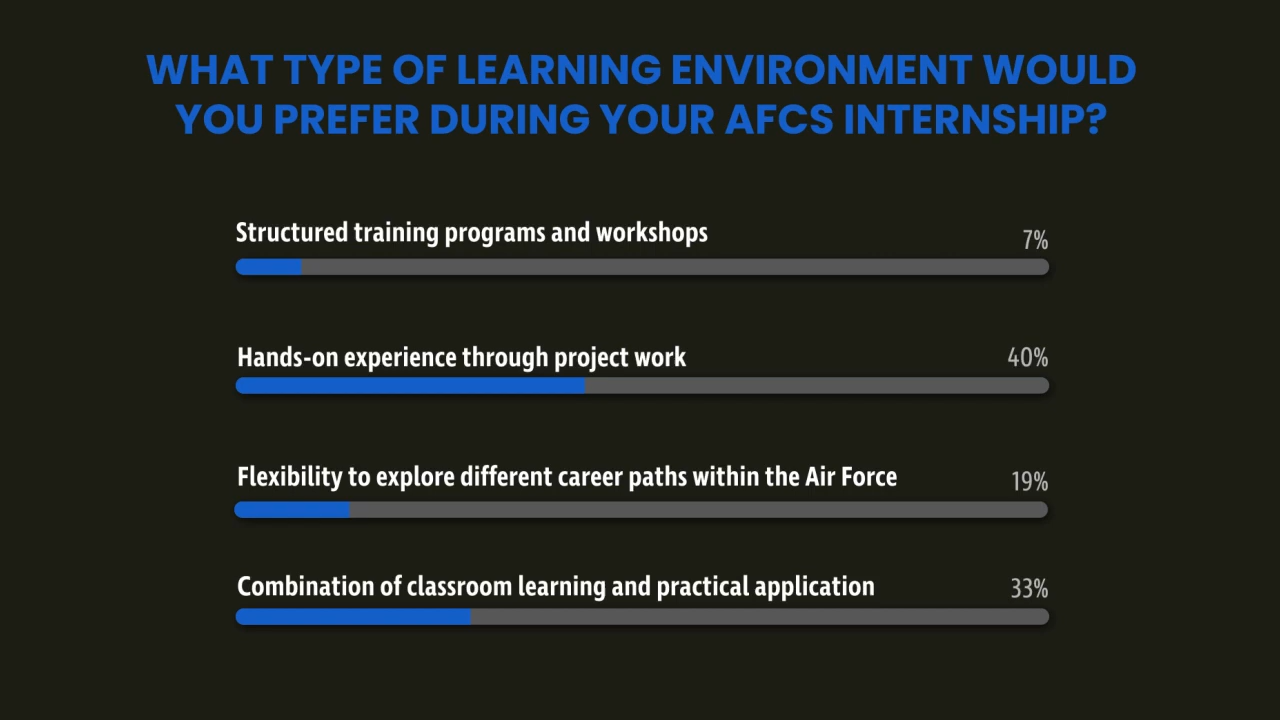 WHAT TYPE OF LEARNING ENVIRONMENT WOULD
YOU PREFER DURING YOUR AFCS INTERNSHIP?
Structured training programs and workshops
7%
Hands-on experience through project work
40%
Flexibility to explore different career paths within the Air Force
19%
Combination of classroom learning and practical application
33%